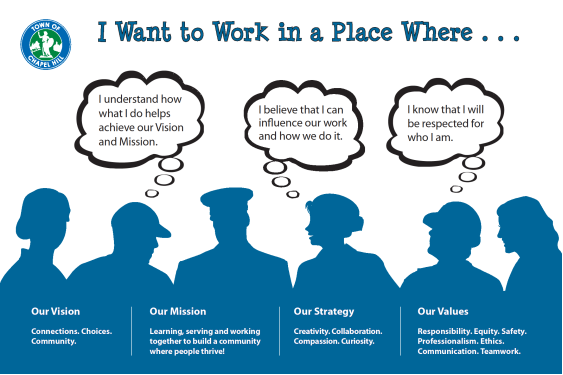 TOWN OF
CHAPEL HILL
I Want to Work in a Place Where . . .
I understand how
what I do helps
achieve our Vision
and Mission.
I believe that I can
influence our work
and how we do it.
I know that I will
be respected for
who I am.
Our Vision
Connections. Choices.
Community.
Our Mission
Learning, serving and working
together to build a community
where people thrive!
Our Strategy
Creativity. Collaboration.
Compassion. Curiosity.
Our Values
Responsibility. Equity. Safety.
Professionalism. Ethics.
Communication. Teamwork.